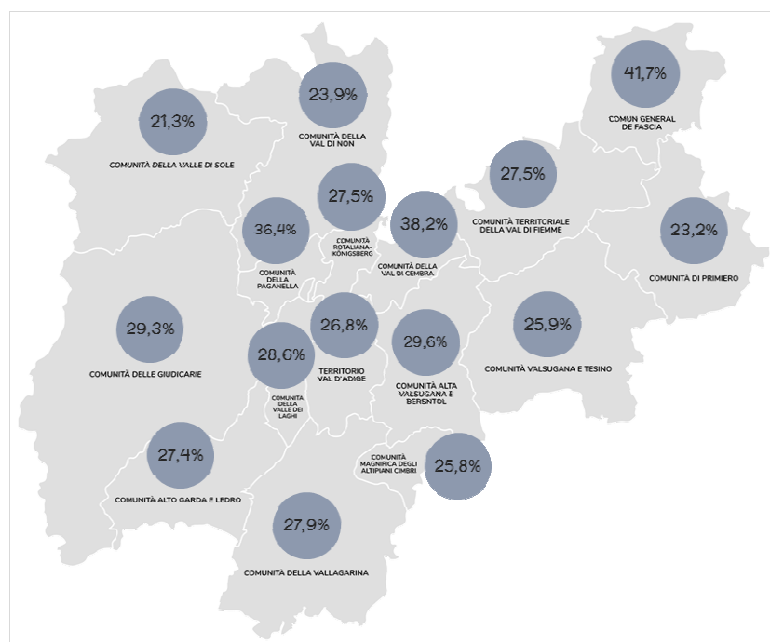 41,7%
COMUN GENERAL
DE FASCIA
23,9%
COMUNITÀ DELLA
VAL DI NON
21,3%
COMUNITÀ DELLA VALLE DI SOLE
27,5%
COMUNITÀ TERRITORIALE
DELLA VAL DI FIEMME
27,5%
COMUNITÀ
ROTALIANA-
KÖNIGSBERG
36,4%
COMUNITÀ
DELLA
PAGANELLA
38,2%
COMUNITÀ DELLA
VAL DI CEMBRA
23,2%
COMUNITÀ DI PRIMIERO
29,3%
COMUNITÀ DELLE GIUDICARIE
28,6%
COMUNITÀ
DELLA
VALLE DEI
LAGHI
26,8%
TERRITORIO
VAL D'ADIGE
29,6%
COMUNITÀ ALTA
VALSUGANA E
BERSNTOL
25,9%
COMUNITÀ VALSUGANA E TESINO
27,4%
COMUNITÀ ALTO GARDA E LEDRO
COMUNITÀ
MAGNIFICA DEGLI
ALTIPIANI CIMBRI
25,8%
27,9%
COMUNITÀ DELLA VALLAGARINA